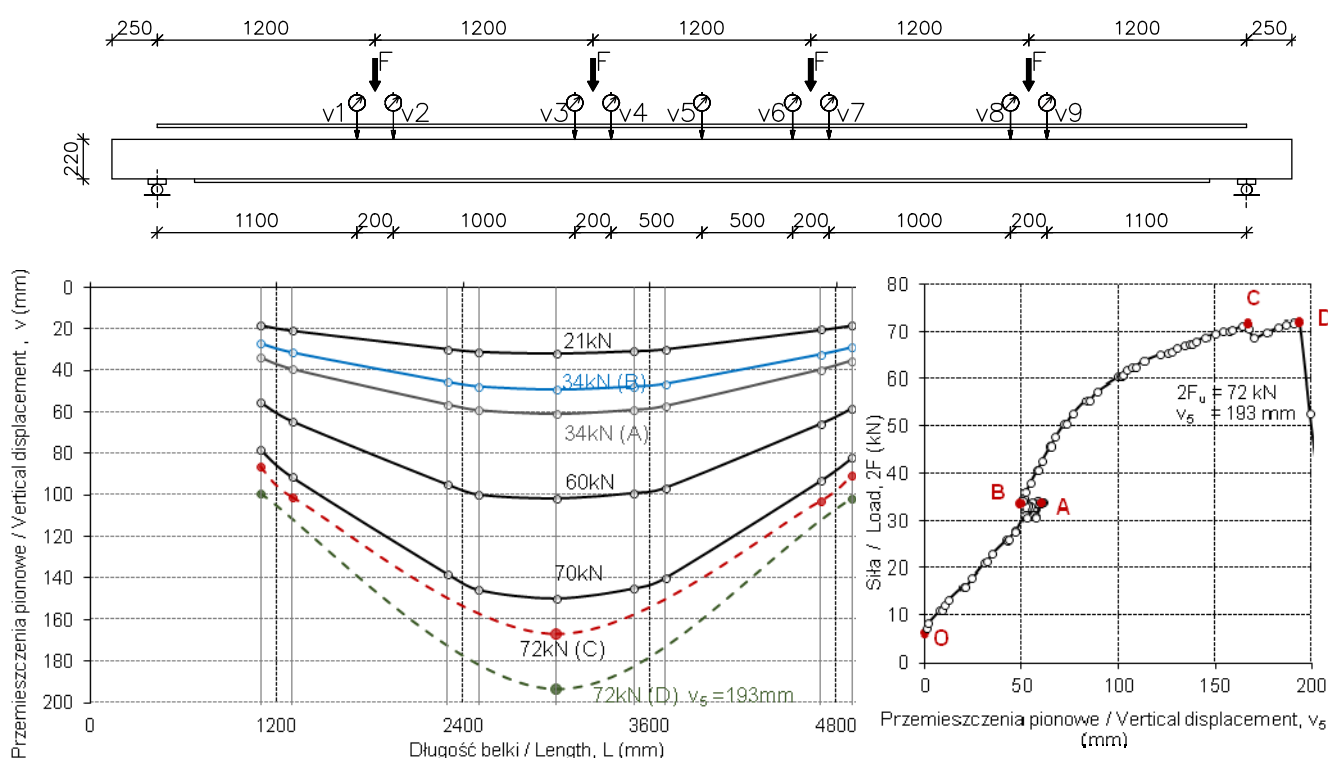 250 1200 1200 1200 1200 1200 250
F F F F
v1 v2 v3 v4 v5 v6 v7 v8 v9
220
1100 200 1000 200 500 500 200 1000 200 1100
Przemieszczenia pionowe / Vertical displacement , v (mm)
0
20
40
60
80
100
120
140
160
180
200
21kN
34kN (B)
34kN (A)
60kN
70kN
72kN (C)
72kN (D) v5 =193mm
0 1200 2400 3600 4800
Długość belki / Length, L (mm)
Siła / Load, 2F (kN)
80
70
60
50
40
30
20
10
0
C
D
2Fu = 72 kN
v5 = 193 mm
B
A
O
0 50 100 150 200
Przemieszczenia pionowe / Vertical displacement, v5
(mm)